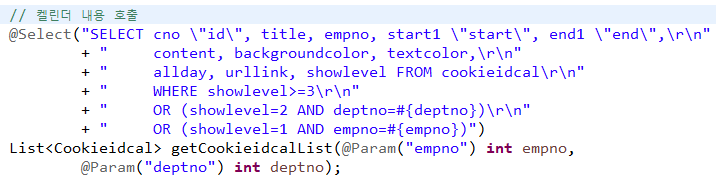 // 켈린더 내용 호출
@Select("SELECT cno \"id\", title, empno, start1 \"start\", end1 \"end\",\r\n"
+ "     content, backgroundcolor, textcolor,\r\n"
+ "     allday, urllink, showlevel FROM cookieidcal\r\n"
+ "     WHERE showlevel>=3\r\n"
+ "     OR (showlevel=2 AND deptno=#{deptno})\r\n"
+ "     OR (showlevel=1 AND empno=#{empno})")
List<Cookieidcal> getCookieidcalList(@Param("empno") int empno,
@Param("deptno") int deptno);